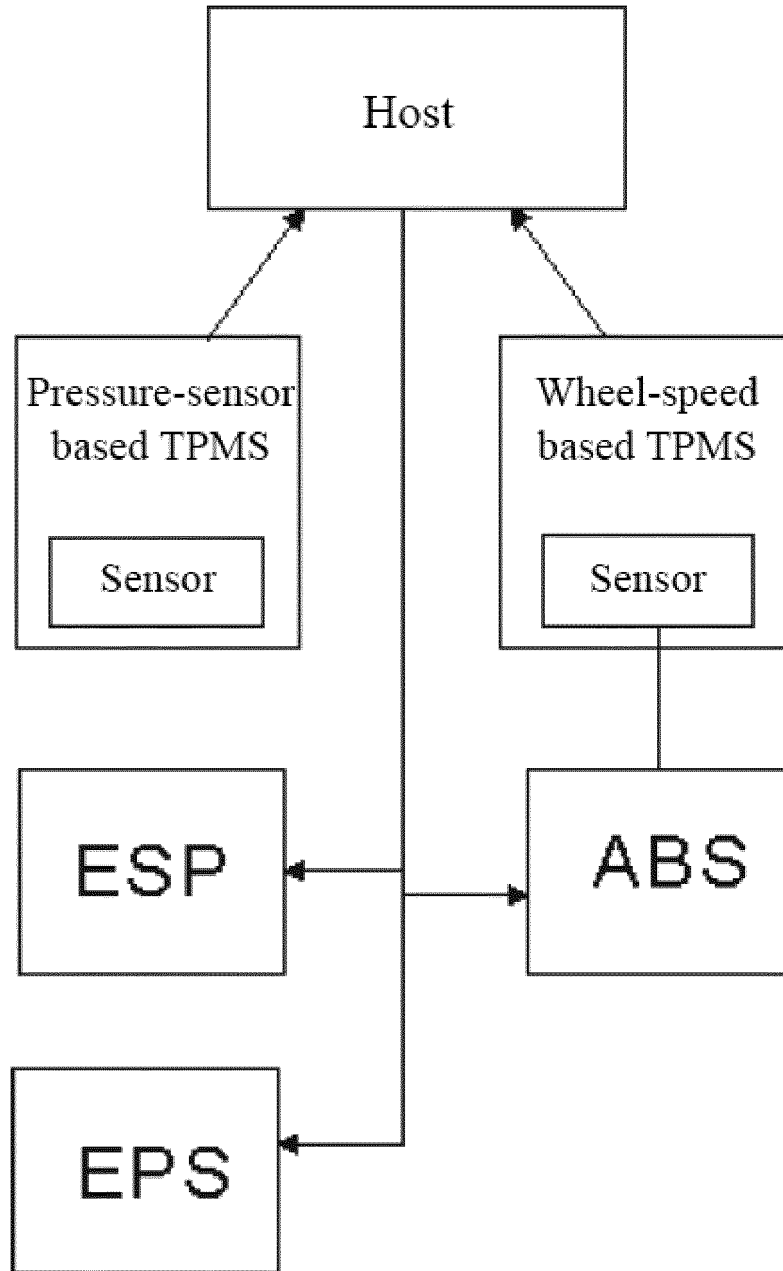 Host
Pressure-sensor
based TPMS
Sensor
Wheel-speed
based TPMS
Sensor
ESP
ABS
EPS